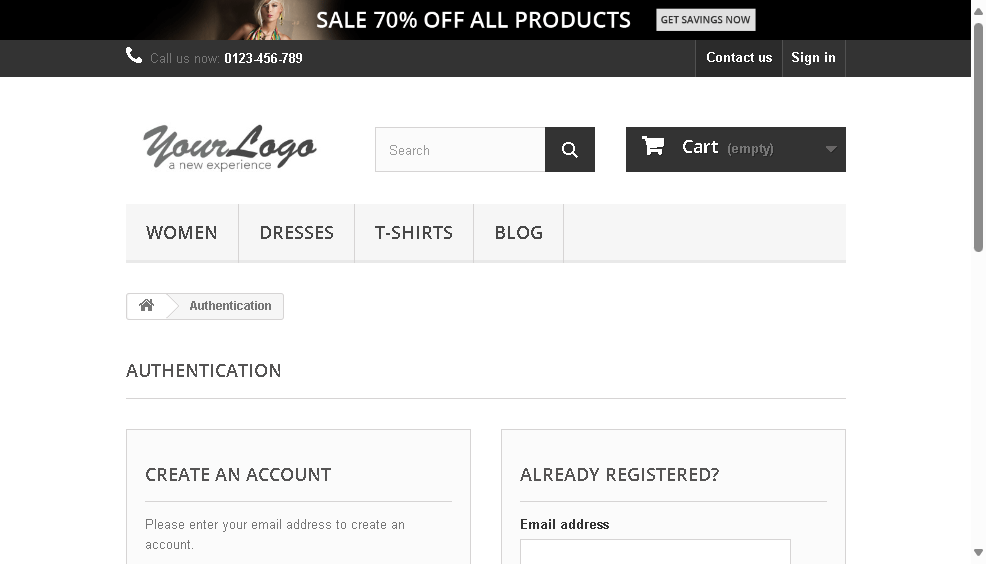 SALE 70% OFF ALL PRODUCTS GET SAVINGS NOW
Call us now: 0123-456-789 Contact us Sign in
YourLogo
a new experience
Search Cart (empty)
WOMEN DRESSES T-SHIRTS BLOG
Authentication
AUTHENTICATION
CREATE AN ACCOUNT
Please enter your email address to create an
account.
ALREADY REGISTERED?
Email address